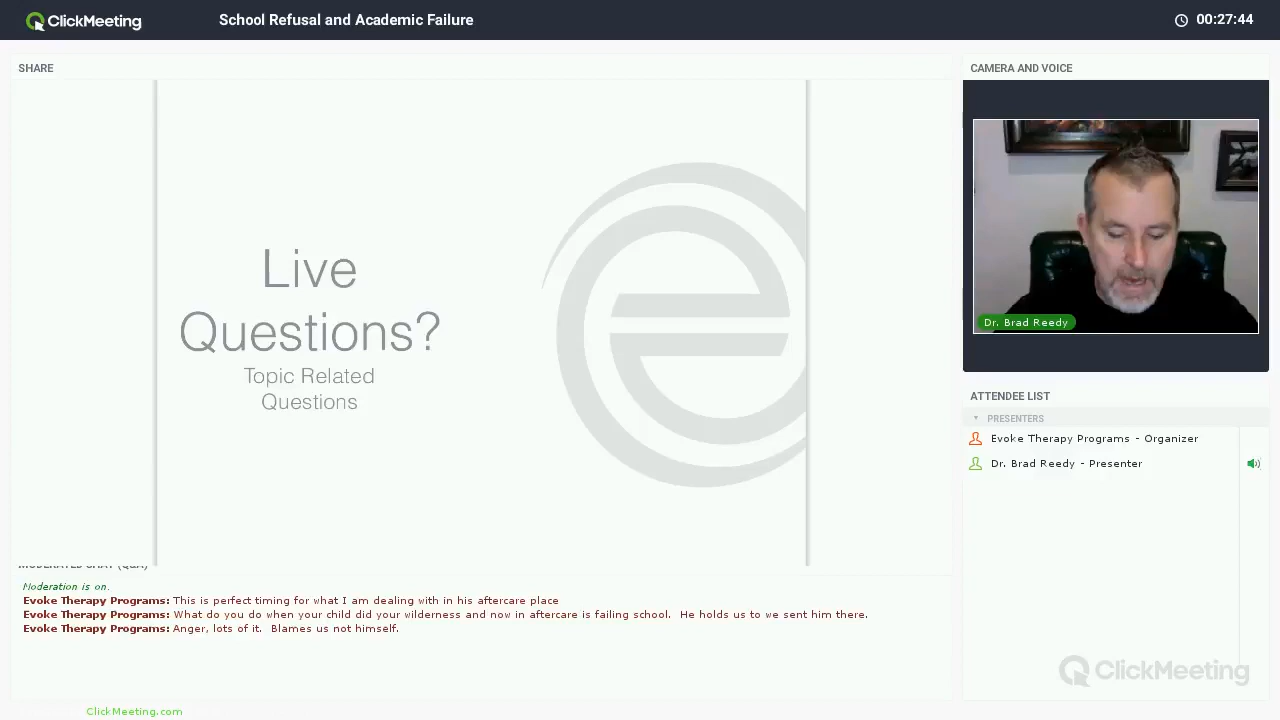 ClickMeeting
School Refusal and Academic Failure
00:27:44
SHARE
CAMERA AND VOICE
Live
Questions?
Topic Related
Questions
Dr. Brad Reedy
ATTENDEE LIST
PRESENTERS
Evoke Therapy Programs - Organizer
Dr. Brad Reedy - Presenter
MODERATED CHAT (Q&A)
Moderation is on.
Evoke Therapy Programs: This is perfect timing for what I am dealing with in his aftercare place
Evoke Therapy Programs: What do you do when your child did your wilderness and now in aftercare is failing school.  He holds us to we sent him there.
Evoke Therapy Programs: Anger, lots of it.  Blames us not himself.
ClickMeeting
ClickMeeting.com